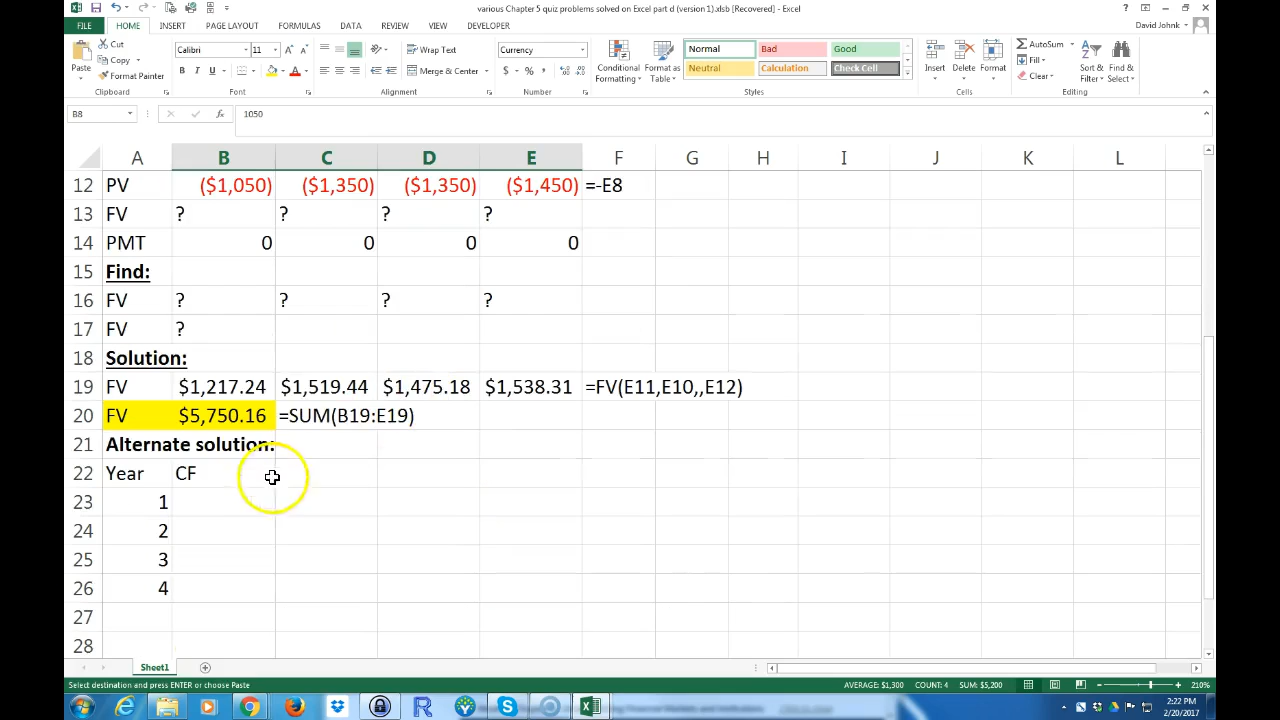 various Chapter 5 quiz problems solved on Excel part d (version 1).xlsb [Recovered] - Excel
FILE HOME INSERT PAGE LAYOUT FORMULAS DATA REVIEW VIEW DEVELOPER David Johnk
Cut Calibri 11 Wrap Text Currency Normal Bad Good AutoSum
Copy Fill
Paste Format Painter Merge & Center Conditional Formatting Format as Table Neutral Calculation Check Cell Insert Delete Format Clear Sort & Filter Find & Select
Clipboard Font Alignment Number Styles Cells Editing
B8 fx 1050
A B C D E F G H I J K L
12 PV ($1,050) ($1,350) ($1,350) ($1,450) =-E8
13 FV ? ? ? ?
14 PMT 0 0 0 0
15 Find:
16 FV ? ? ? ?
17 FV ?
18 Solution:
19 FV $1,217.24 $1,519.44 $1,475.18 $1,538.31 =FV(E11,E10,,E12)
20 FV $5,750.16 =SUM(B19:E19)
21 Alternate solution:
22 Year CF
23 1
24 2
25 3
26 4
27
28
Sheet1
Select destination and press ENTER or choose Paste AVERAGE: $1,300 COUNT: 4 SUM: $5,200 210%
2:22 PM
2/20/2017